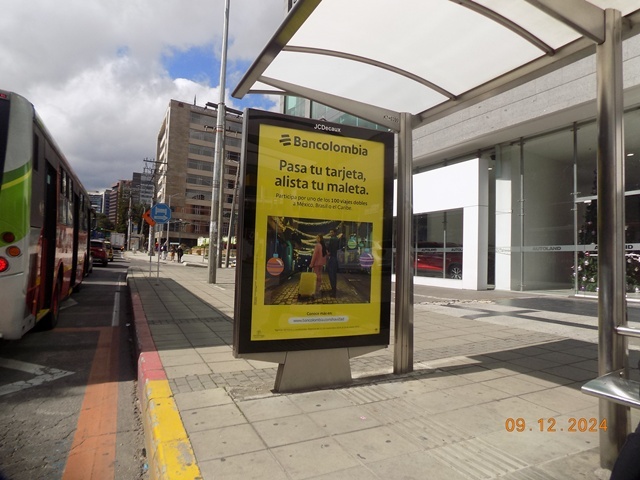 JCDecaux
Bancolombia
Pasa tu tarjeta,
alista tu maleta.
Participa por uno de los 100 viajes dobles
a México, Brasil o el Caribe.
09.12.2024